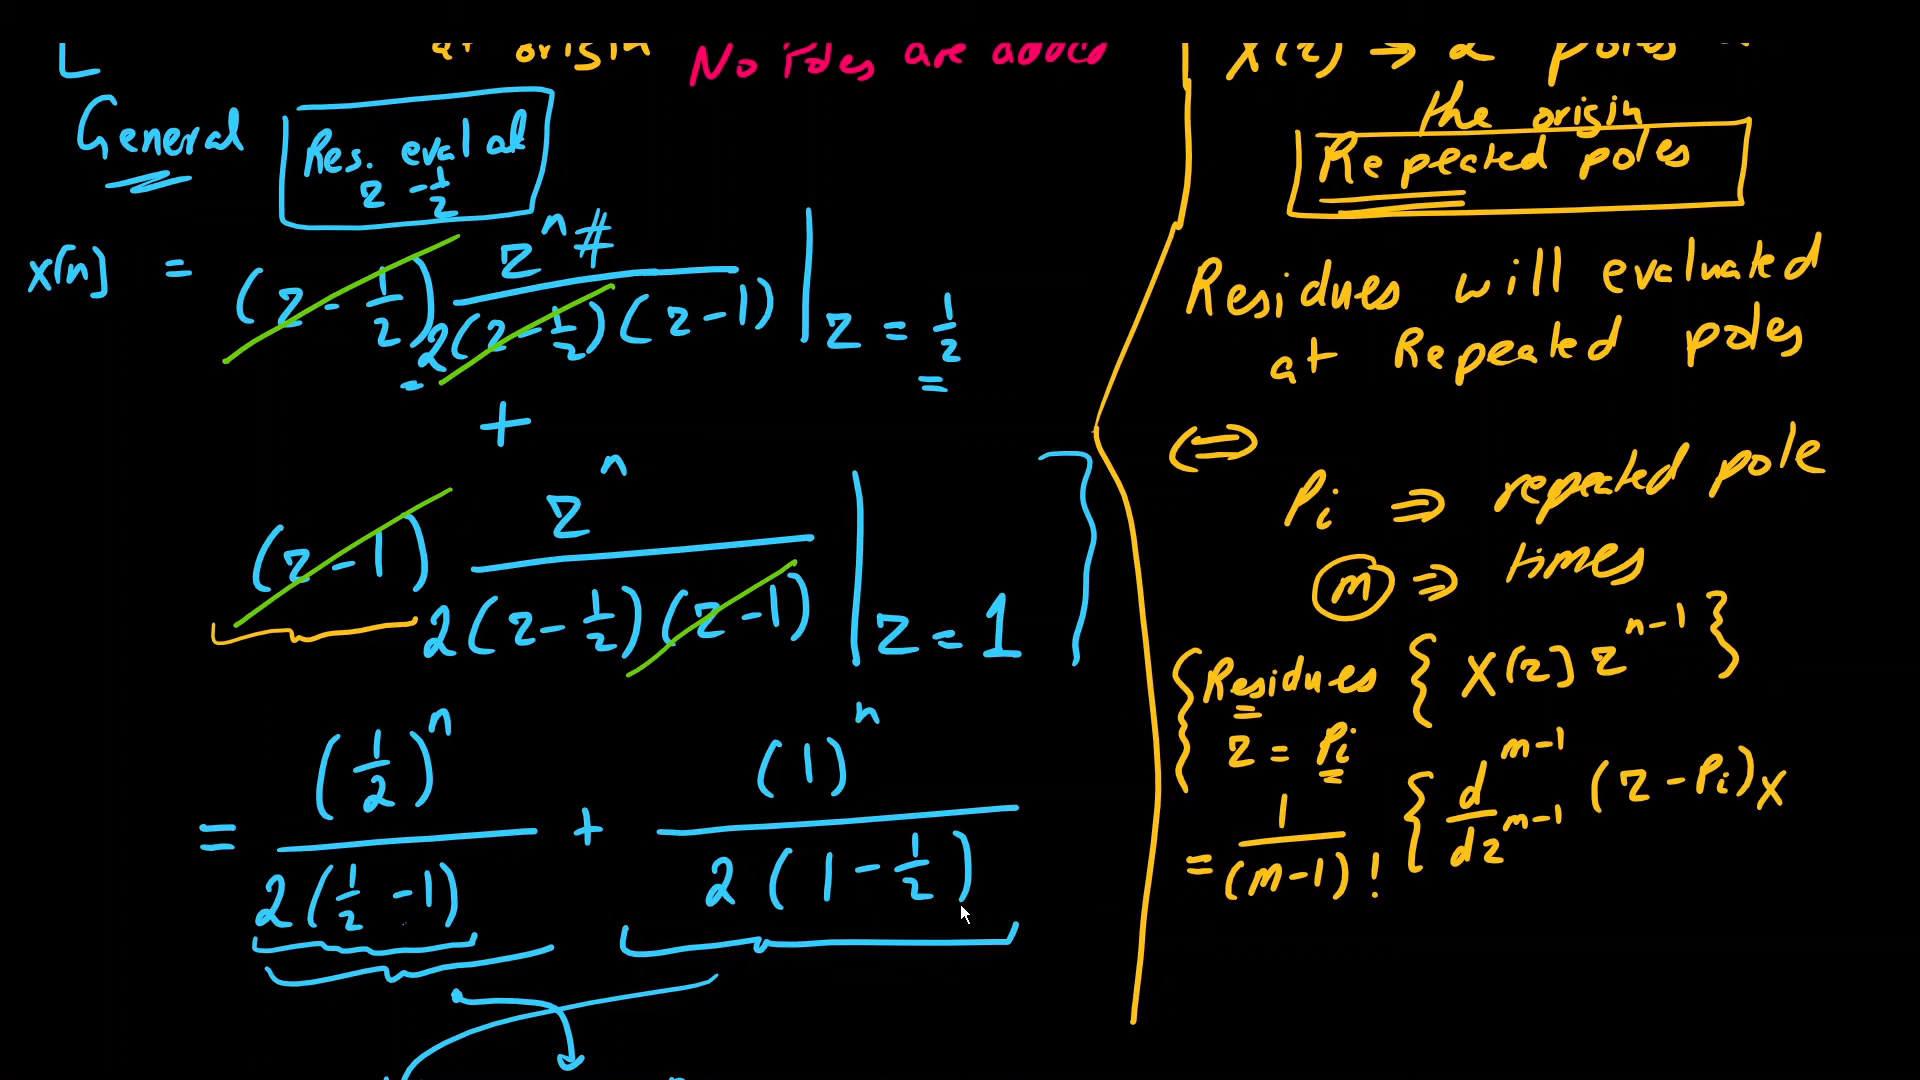 at origin No Poles are added
General
Res. eval at
z - 1/2
x[n] = (z - 1/2) z^n # / 2(z - 1/2)(z - 1) | z = 1/2
+
(z - 1) z^n / 2(z - 1/2)(z - 1) | z = 1
= (1/2)^n / 2(1/2 - 1) + (1)^n / 2(1 - 1/2)
X(z) ⇒ 2 poles
the origin
Repeated poles
Residues will evaluated
at Repeated poles
⇔
Pi ⇒ repeated pole
m ⇒ times
{ Residues { X(z) z^n-1 }
z = Pi
= 1/(m-1)! { d^m-1/dz^m-1 (z - Pi) x